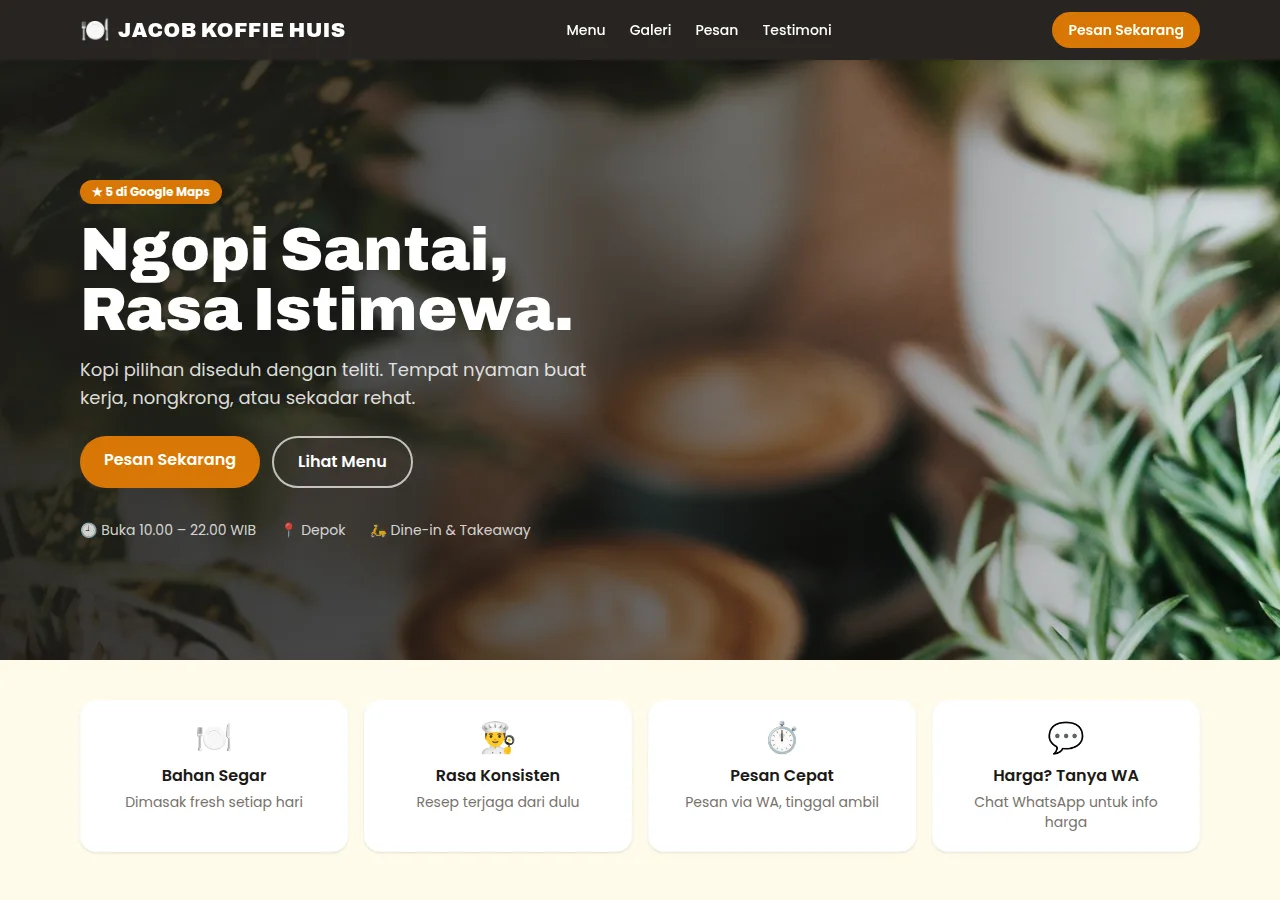 JACOB KOFFIE HUIS
Menu Galeri Pesan Testimoni
Pesan Sekarang
★ 5 di Google Maps
Ngopi Santai,
Rasa Istimewa.
Kopi pilihan diseduh dengan teliti. Tempat nyaman buat
kerja, nongkrong, atau sekadar rehat.
Pesan Sekarang
Lihat Menu
Buka 10.00 – 22.00 WIB
Depok
Dine-in & Takeaway
Bahan Segar
Dimasak fresh setiap hari
Rasa Konsisten
Resep terjaga dari dulu
Pesan Cepat
Pesan via WA, tinggal ambil
Harga? Tanya WA
Chat WhatsApp untuk info
harga